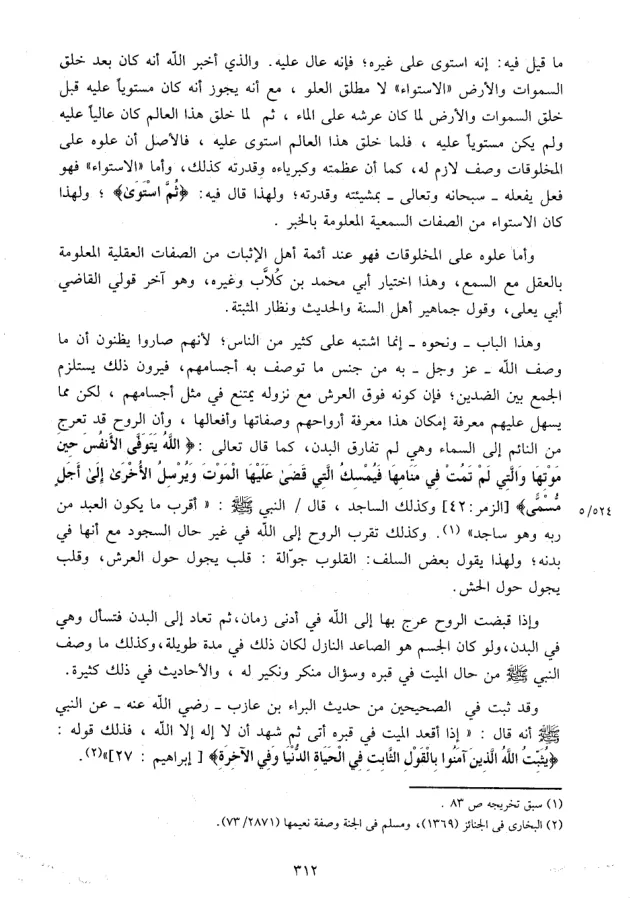 ما قيل فيه: إنه استوى على غيره؛ فإنه عال عليه. والذي أخبر اللّه أنه كان بعد خلق
السموات والأرض «الاستواء» لا مطلق العلو ، مع أنه يجوز أنه كان مستوياً عليه قبل
خلق السموات والأرض لما كان عرشه على الماء ، ثم لما خلق هذا العالم كان عالياً عليه
ولم يكن مستوياً عليه ، فلما خلق هذا العالم استوى عليه ، فالأصل أن علوه على
المخلوقات وصف لازم له، كما أن عظمته وكبرياءه وقدرته كذلك، وأما «الاستواء» فهو
فعل يفعله ـ سبحانه وتعالى ـ بمشيئته وقدرته؛ ولهذا قال فيه: ﴿ثُمَّ اسْتَوَىٰ﴾ ؛ ولهذا
كان الاستواء من الصفات السمعية المعلومة بالخبر .
وأما علوه على المخلوقات فهو عند أئمة أهل الإثبات من الصفات العقلية المعلومة
بالعقل مع السمع، وهذا اختيار أبي محمد بن كُلاَّب وغيره، وهو آخر قولي القاضي
أبي يعلى، وقول جماهير أهل السنة والحديث ونظار المثبتة.
وهذا الباب ـ ونحوه ـ إنما اشتبه على كثير من الناس؛ لأنهم صاروا يظنون أن ما
وصف اللّه ـ عز وجل ـ به من جنس ما توصف به أجسامهم، فيرون ذلك يستلزم
الجمع بين الضدين؛ فإن كونه فوق العرش مع نزوله يمتنع في مثل أجسامهم ، لكن مما
يسهل عليهم معرفة إمكان هذا معرفة أرواحهم وصفاتها وأفعالها ، وأن الروح قد تعرج
من النائم إلى السماء وهي لم تفارق البدن، كما قال تعالى :﴿ اللَّهُ يَتَوَفَّى الأَنفُسَ حِينَ
مَوْتِهَا وَالَّتِي لَمْ تَمُتْ فِي مَنَامِهَا فَيُمْسِكُ الَّتِي قَضَىٰ عَلَيْهَا الْمَوْتَ وَيُرْسِلُ الأُخْرَىٰ إِلَىٰ أَجَلٍ
مُّسَمًّى﴾ [الزمر:٤٢] وكذلك الساجد ، قال / النبي ﷺ : « أقرب ما يكون العبد من
٥/٥٢٤
ربه وهو ساجد» (١). وكذلك تقرب الروح إلى اللّه في غير حال السجود مع أنها في
بدنه؛ ولهذا يقول بعض السلف: القلوب جوّالة : قلب يجول حول العرش، وقلب
يجول حول الحش.
وإذا قبضت الروح عرج بها إلى اللّه في أدنى زمان،ثم تعاد إلى البدن فتسأل وهي
في البدن،ولو كان الجسم هو الصاعد النازل لكان ذلك في مدة طويلة،وكذلك ما وصف
النبي ﷺ من حال الميت في قبره وسؤال منكر ونكير له ، والأحاديث في ذلك كثيرة.
وقد ثبت في الصحيحين من حديث البراء بن عازب ـ رضي اللّه عنه ـ عن النبي
ﷺ أنه قال : « إذا أقعد الميت في قبره أتى ثم شهد أن لا إله إلا اللّه ، فذلك قوله :
﴿يُثَبِّتُ اللَّهُ الَّذِينَ آمَنُوا بِالْقَوْلِ الثَّابِتِ فِي الْحَيَاةِ الدُّنْيَا وَفِي الآخِرَةِ﴾ [ إبراهيم : ٢٧]»(٢).
(١) سبق تخريجه ص ٨٣ .
(٢) البخارى فى الجنائز (١٣٦٩)، ومسلم فى الجنة وصفة نعيمها (٧٣/٢٨٧١).
٣١٢